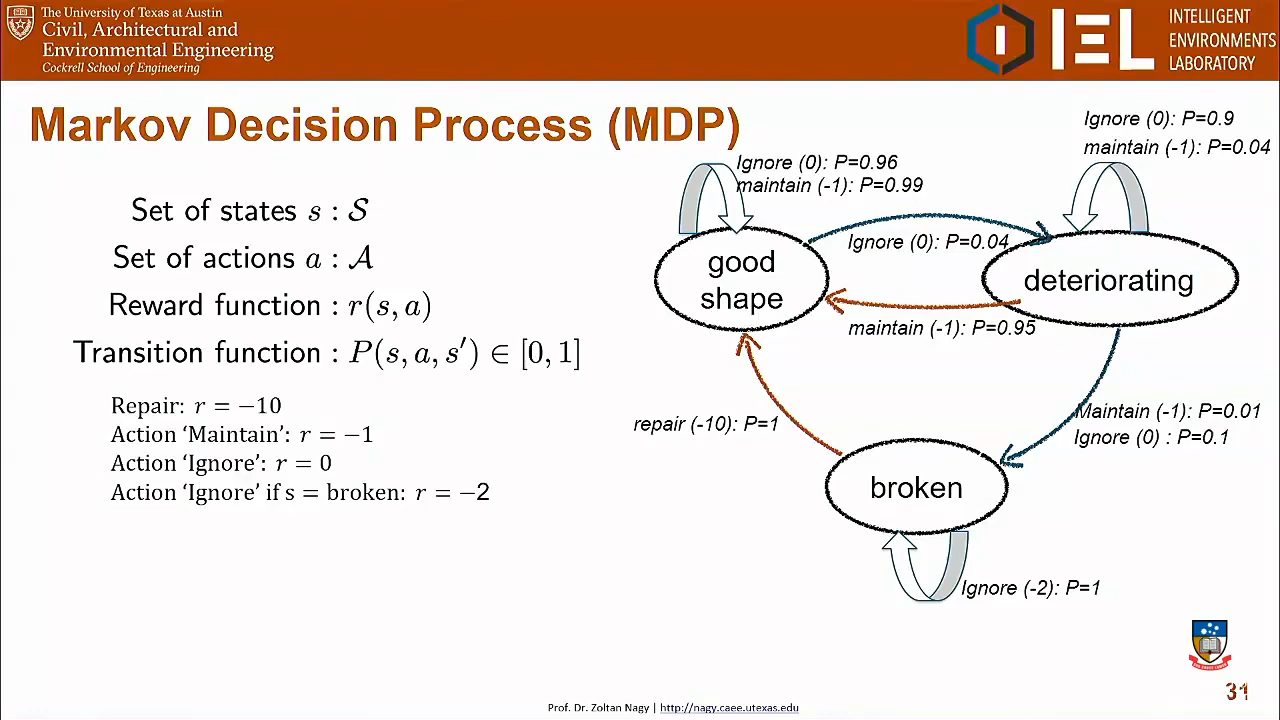 The University of Texas at Austin
Civil, Architectural and
Environmental Engineering
Cockrell School of Engineering
IEL
INTELLIGENT
ENVIRONMENTS
LABORATORY
Markov Decision Process (MDP)
Set of states s : 𝒮
Set of actions a : 𝒜
Reward function : r(s, a)
Transition function : P(s, a, s′) ∈ [0, 1]
Repair: r = −10
Action ‘Maintain’: r = −1
Action ‘Ignore’: r = 0
Action ‘Ignore’ if s = broken: r = −2
Ignore (0): P=0.96
maintain (-1): P=0.99
Ignore (0): P=0.9
maintain (-1): P=0.04
good
shape
Ignore (0): P=0.04
deteriorating
maintain (-1): P=0.95
repair (-10): P=1
Maintain (-1): P=0.01
Ignore (0) : P=0.1
broken
Ignore (-2): P=1
31
Prof. Dr. Zoltan Nagy | http://nagy.caee.utexas.edu